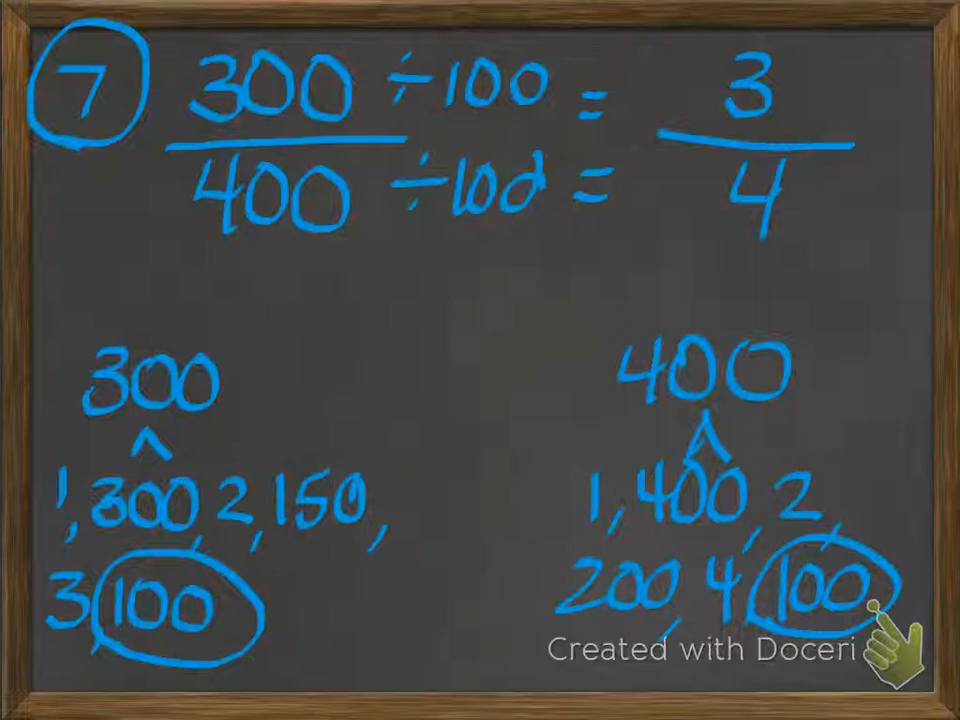 7
300 ÷100 = 3
400 ÷100 = 4
300
1, 300, 2, 150,
3 100
400
1, 400, 2,
200, 4 100
Created with Doceri